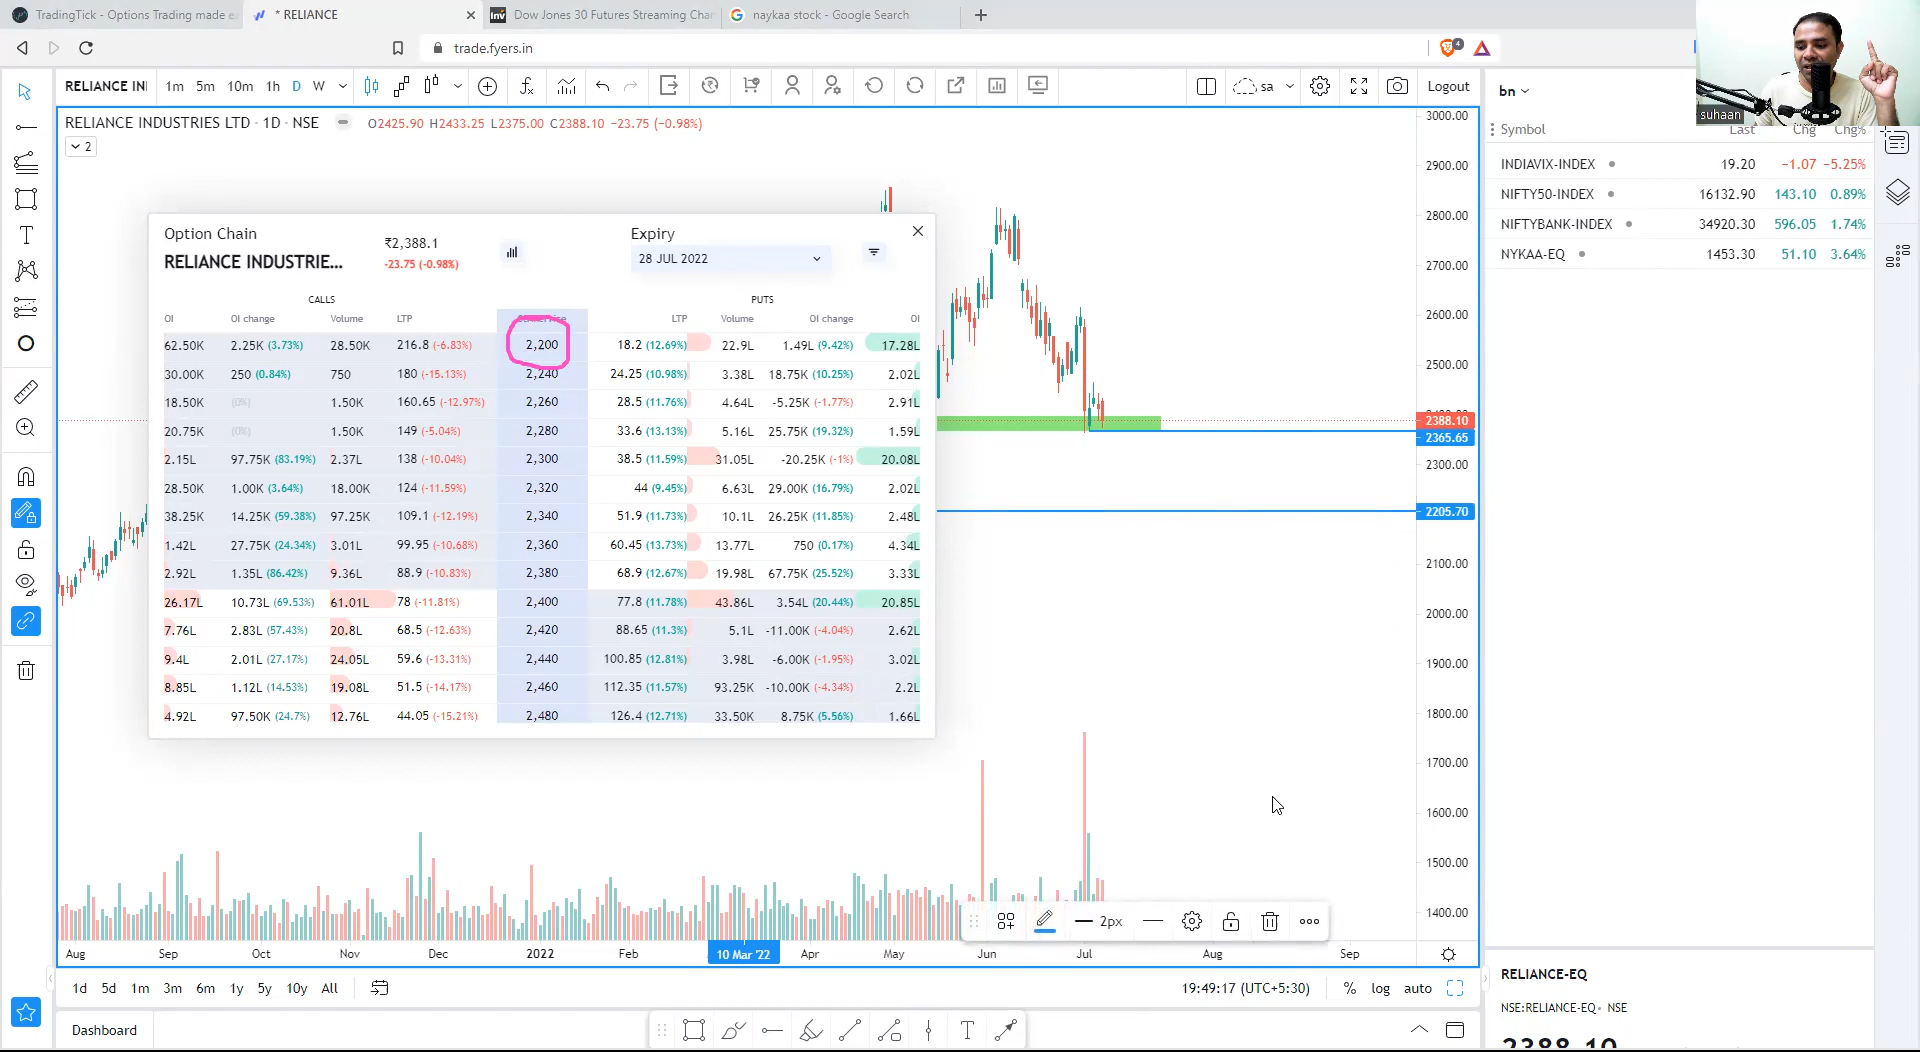 TradingTick - Options Trading made e
* RELIANCE
Inv Dow Jones 30 Futures Streaming Char
naykaa stock - Google Search
trade.fyers.in
4
RELIANCE IN
1m 5m 10m 1h D W
sa
Logout
bn
suhaan
RELIANCE INDUSTRIES LTD · 1D · NSE O2425.90 H2433.25 L2375.00 C2388.10 −23.75 (−0.98%)
2
Symbol Last Chg Chg%
INDIAVIX-INDEX 19.20 −1.07 −5.25%
NIFTY50-INDEX 16132.90 143.10 0.89%
NIFTYBANK-INDEX 34920.30 596.05 1.74%
NYKAA-EQ 1453.30 51.10 3.64%
Option Chain
RELIANCE INDUSTRIE...
₹2,388.1
-23.75 (-0.98%)
Expiry
28 JUL 2022
CALLS PUTS
OI OI change Volume LTP LTP Volume OI change OI
62.50K 2.25K (3.73%) 28.50K 216.8 (-6.83%) 2,200 18.2 (12.69%) 22.9L 1.49L (9.42%) 17.28L
30.00K 250 (0.84%) 750 180 (-15.13%) 2,240 24.25 (10.98%) 3.38L 18.75K (10.25%) 2.02L
18.50K (0%) 1.50K 160.65 (-12.97%) 2,260 28.5 (11.76%) 4.64L -5.25K (-1.77%) 2.91L
20.75K (0%) 1.50K 149 (-5.04%) 2,280 33.6 (13.13%) 5.16L 25.75K (19.32%) 1.59L
2.15L 97.75K (83.19%) 2.37L 138 (-10.04%) 2,300 38.5 (11.59%) 31.05L -20.25K (-1%) 20.08L
28.50K 1.00K (3.64%) 18.00K 124 (-11.59%) 2,320 44 (9.45%) 6.63L 29.00K (16.79%) 2.02L
38.25K 14.25K (59.38%) 97.25K 109.1 (-12.19%) 2,340 51.9 (11.73%) 10.1L 26.25K (11.85%) 2.48L
1.42L 27.75K (24.34%) 3.01L 99.95 (-10.68%) 2,360 60.45 (13.73%) 13.77L 750 (0.17%) 4.34L
2.92L 1.35L (86.42%) 9.36L 88.9 (-10.83%) 2,380 68.9 (12.67%) 19.98L 67.75K (25.52%) 3.33L
26.17L 10.73L (69.53%) 61.01L 78 (-11.81%) 2,400 77.8 (11.78%) 43.86L 3.54L (20.44%) 20.85L
7.76L 2.83L (57.43%) 20.8L 68.5 (-12.63%) 2,420 88.65 (11.3%) 5.1L -11.00K (-4.04%) 2.62L
9.4L 2.01L (27.17%) 24.05L 59.6 (-13.31%) 2,440 100.85 (12.81%) 3.98L -6.00K (-1.95%) 3.02L
8.85L 1.12L (14.53%) 19.08L 51.5 (-14.17%) 2,460 112.35 (11.57%) 93.25K -10.00K (-4.34%) 2.2L
4.92L 97.50K (24.7%) 12.76L 44.05 (-15.21%) 2,480 126.4 (12.71%) 33.50K 8.75K (5.56%) 1.66L
3000.00
2900.00
2800.00
2700.00
2600.00
2500.00
2388.10
2365.65
2300.00
2205.70
2100.00
2000.00
1900.00
1800.00
1700.00
1600.00
1500.00
1400.00
2px
Aug Sep Oct Nov Dec 2022 Feb 10 Mar '22 Apr May Jun Jul Aug Sep
1d 5d 1m 3m 6m 1y 5y 10y All
19:49:17 (UTC+5:30) % log auto
Dashboard
T
RELIANCE-EQ
NSE:RELIANCE-EQ • NSE
2388.10